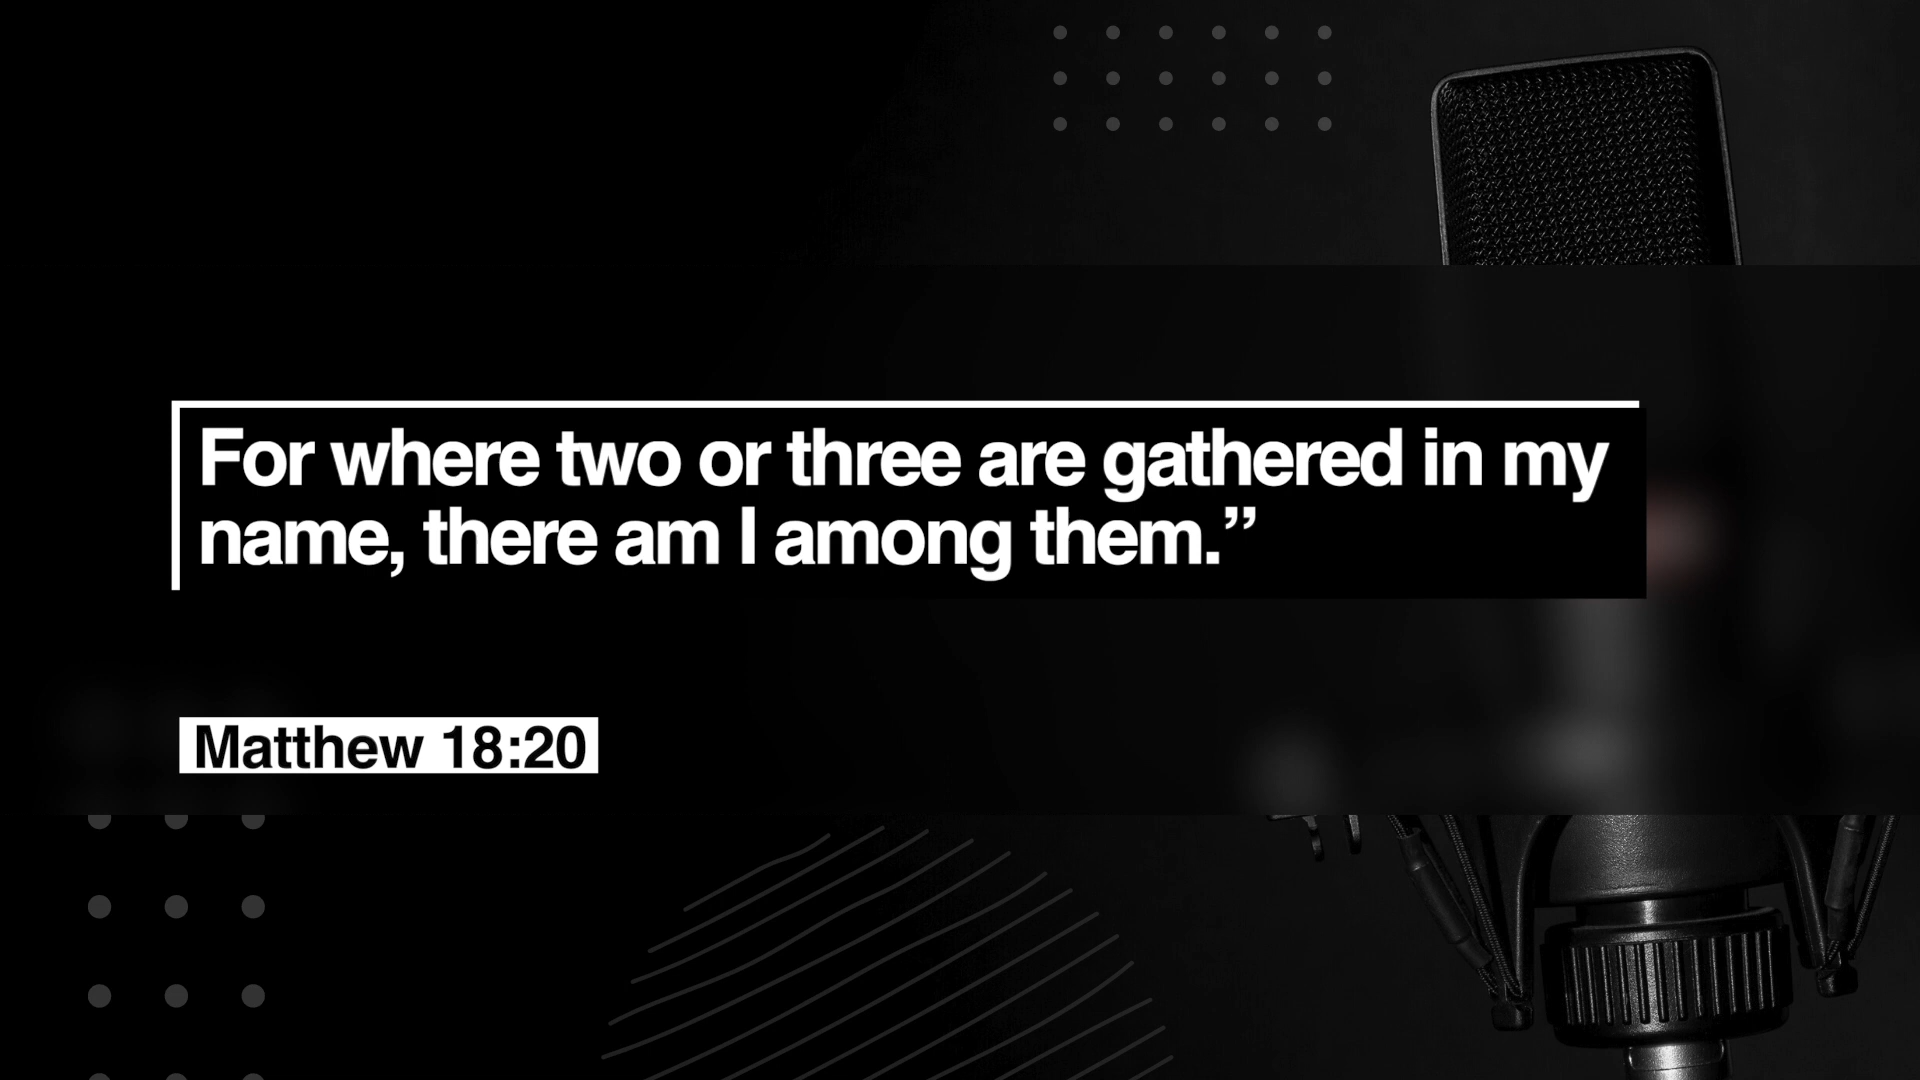 For where two or three are gathered in my
name, there am I among them.”
Matthew 18:20